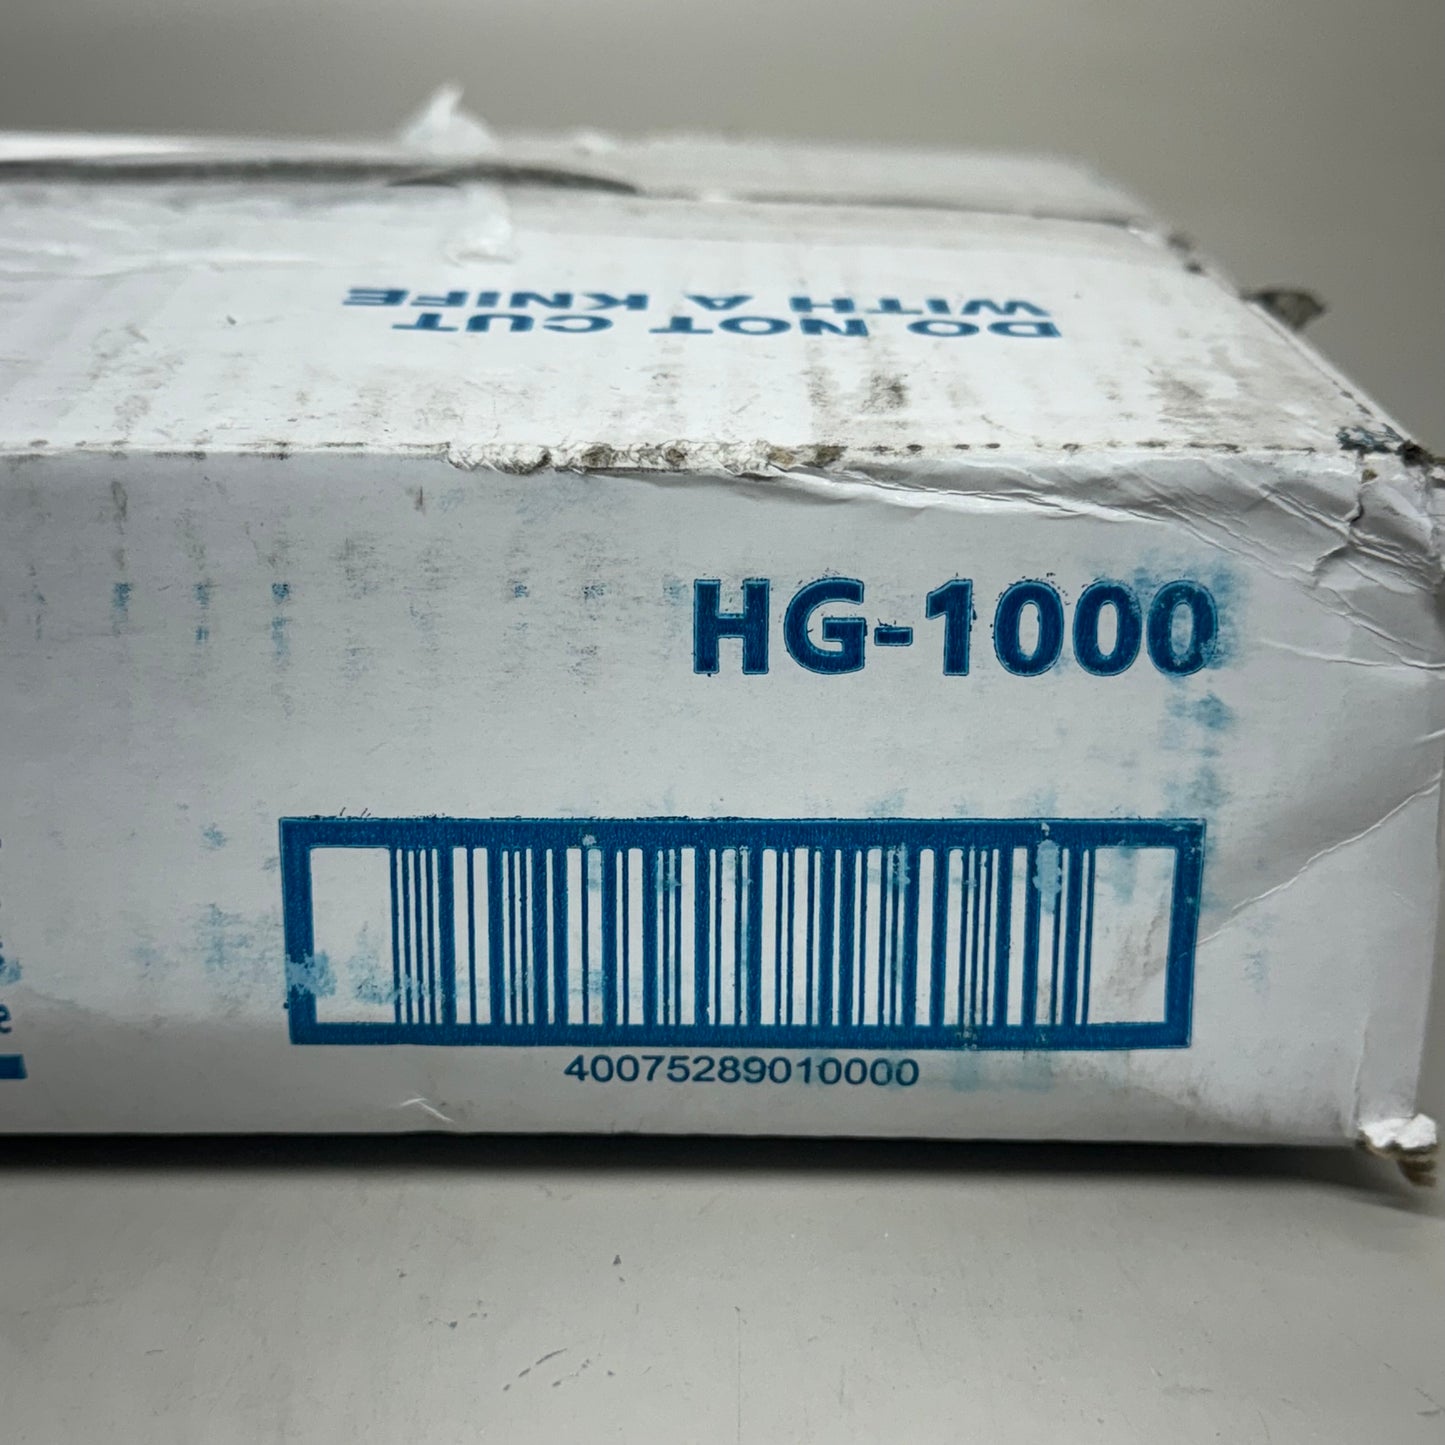 DO NOT CUT
WITH A KNIFE
HG-1000
40075289010000